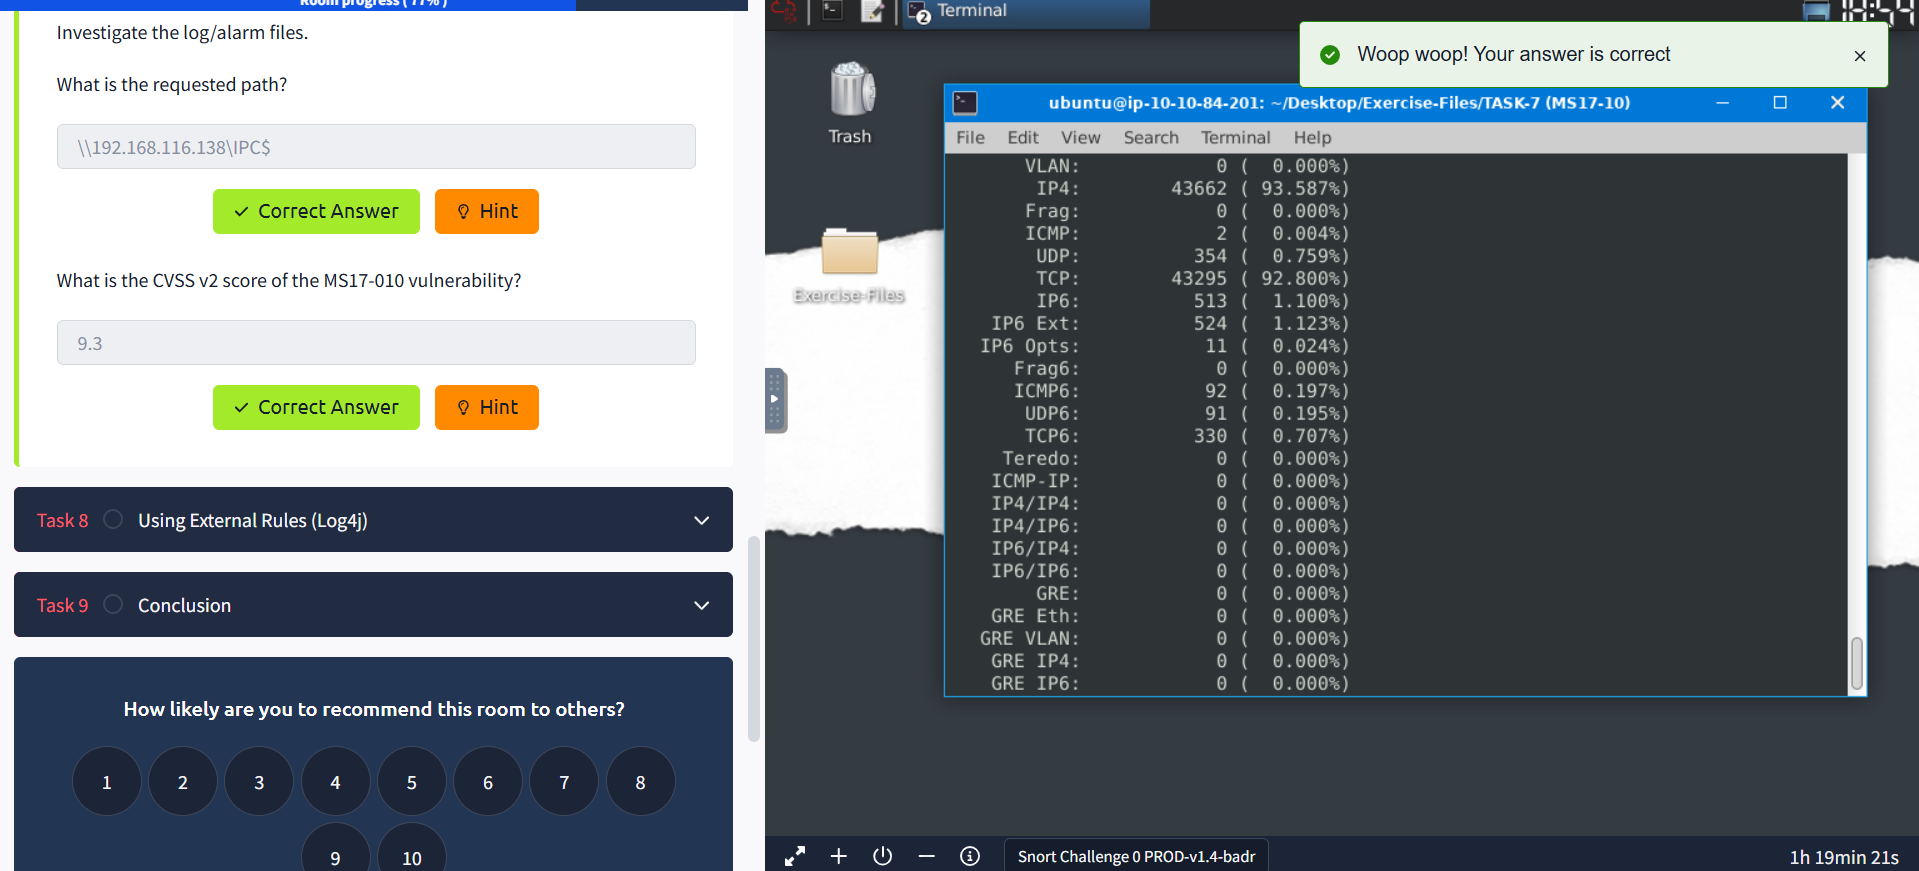 Room progress ( 77% )
Investigate the log/alarm files.
What is the requested path?
\\192.168.116.138\IPC$
Correct Answer
Hint
What is the CVSS v2 score of the MS17-010 vulnerability?
9.3
Correct Answer
Hint
Task 8 Using External Rules (Log4j)
Task 9 Conclusion
How likely are you to recommend this room to others?
1 2 3 4 5 6 7 8
9 10
2 Terminal
18:54
Woop woop! Your answer is correct
Trash
Exercise-Files
ubuntu@ip-10-10-84-201: ~/Desktop/Exercise-Files/TASK-7 (MS17-10)
File Edit View Search Terminal Help
VLAN: 0 ( 0.000%)
IP4: 43662 ( 93.587%)
Frag: 0 ( 0.000%)
ICMP: 2 ( 0.004%)
UDP: 354 ( 0.759%)
TCP: 43295 ( 92.800%)
IP6: 513 ( 1.100%)
IP6 Ext: 524 ( 1.123%)
IP6 Opts: 11 ( 0.024%)
Frag6: 0 ( 0.000%)
ICMP6: 92 ( 0.197%)
UDP6: 91 ( 0.195%)
TCP6: 330 ( 0.707%)
Teredo: 0 ( 0.000%)
ICMP-IP: 0 ( 0.000%)
IP4/IP4: 0 ( 0.000%)
IP4/IP6: 0 ( 0.000%)
IP6/IP4: 0 ( 0.000%)
IP6/IP6: 0 ( 0.000%)
GRE: 0 ( 0.000%)
GRE Eth: 0 ( 0.000%)
GRE VLAN: 0 ( 0.000%)
GRE IP4: 0 ( 0.000%)
GRE IP6: 0 ( 0.000%)
Snort Challenge 0 PROD-v1.4-badr
1h 19min 21s